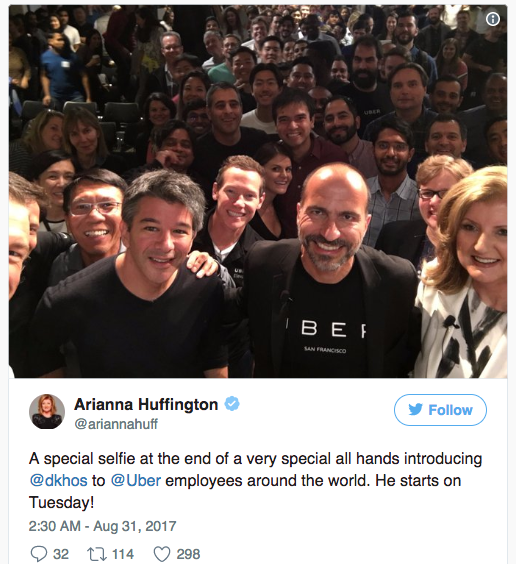 UBER
UBER
BER
SAN FRANCISCO
Arianna Huffington
@ariannahuff
Follow
A special selfie at the end of a very special all hands introducing
@dkhos to @Uber employees around the world. He starts on
Tuesday!
2:30 AM - Aug 31, 2017
32
114
298